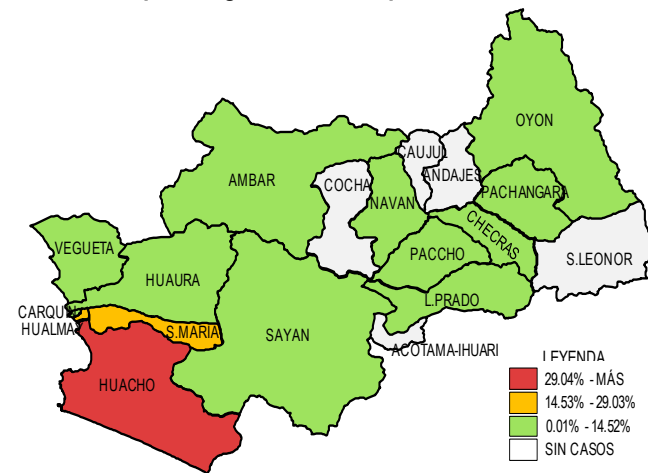 OYON
CAUJUL
ANDAJES
AMBAR
COCHA
NAVAN
PACHANGARA
CHECRAS
VEGUETA
PACCHO
S.LEONOR
HUAURA
L.PRADO
CARQUIN
HUALMA
S.MARIA
SAYAN
ACOTAMA-IHUARI
HUACHO
LEYENDA
29.04% - MÁS
14.53% - 29.03%
0.01% - 14.52%
SIN CASOS